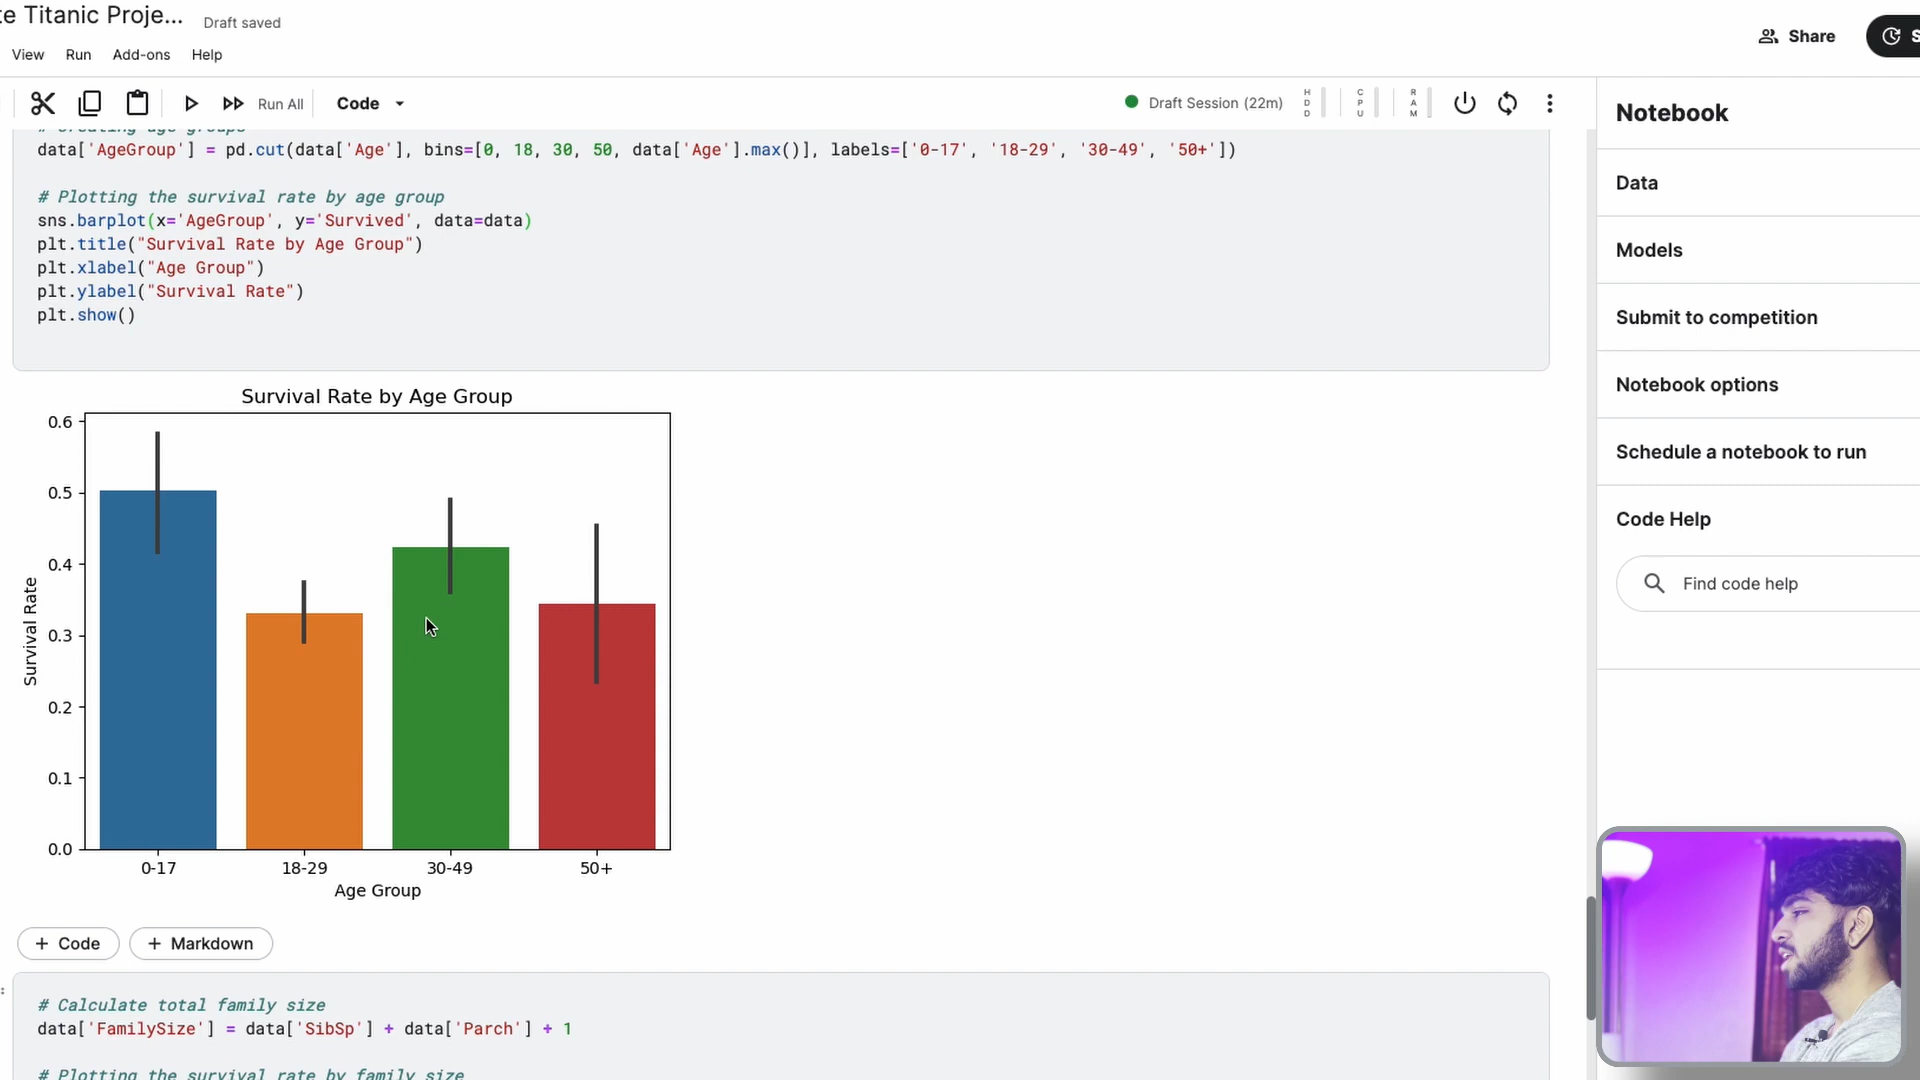 te Titanic Proje...
Draft saved
View Run Add-ons Help
Share
S
Run All
Code
Draft Session (22m)
HDD
CPU
RAM
# Creating age groups
data['AgeGroup'] = pd.cut(data['Age'], bins=[0, 18, 30, 50, data['Age'].max()], labels=['0-17', '18-29', '30-49', '50+'])
# Plotting the survival rate by age group
sns.barplot(x='AgeGroup', y='Survived', data=data)
plt.title("Survival Rate by Age Group")
plt.xlabel("Age Group")
plt.ylabel("Survival Rate")
plt.show()
Survival Rate by Age Group
0.6
0.5
0.4
0.3
0.2
0.1
0.0
Survival Rate
0-17 18-29 30-49 50+
Age Group
+ Code + Markdown
# Calculate total family size
data['FamilySize'] = data['SibSp'] + data['Parch'] + 1
# Plotting the survival rate by family size
Notebook
Data
Models
Submit to competition
Notebook options
Schedule a notebook to run
Code Help
Find code help